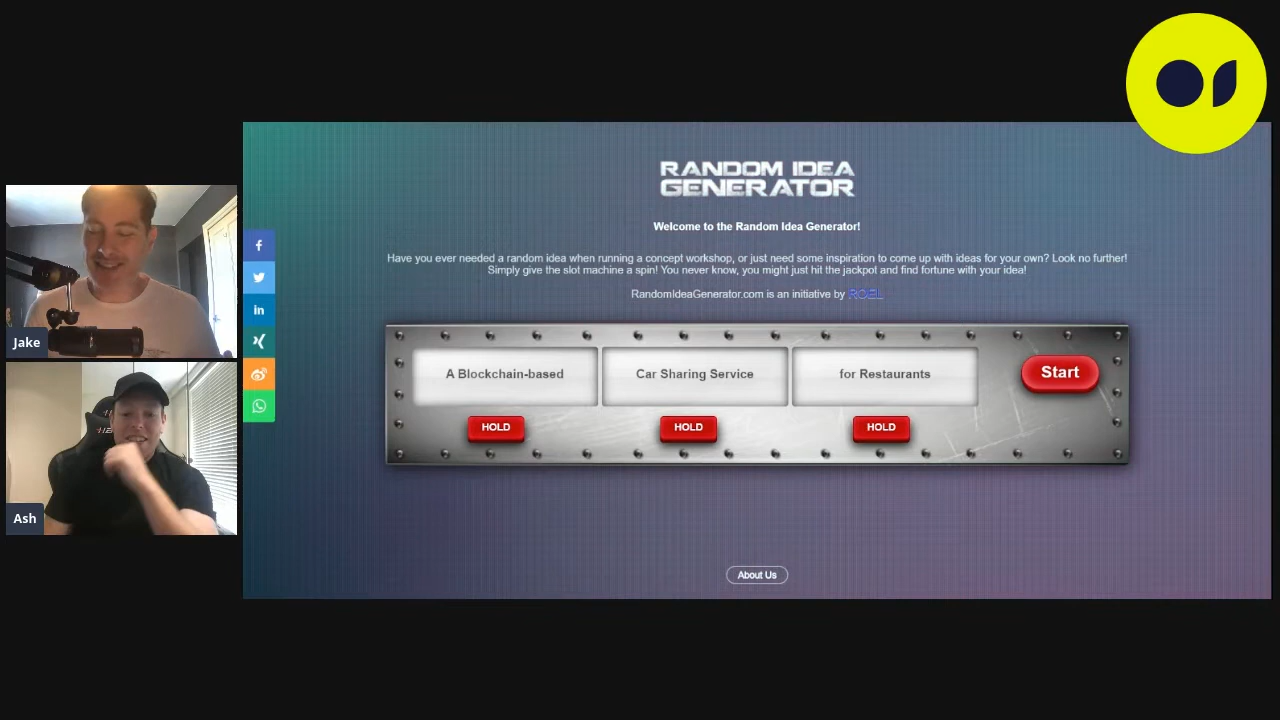 RANDOM IDEA
GENERATOR
Welcome to the Random Idea Generator!
Have you ever needed a random idea when running a concept workshop, or just need some inspiration to come up with ideas for your own? Look no further!
Simply give the slot machine a spin! You never know, you might just hit the jackpot and find fortune with your idea!
RandomIdeaGenerator.com is an initiative by ROEL
A Blockchain-based
Car Sharing Service
for Restaurants
Start
HOLD
HOLD
HOLD
About Us
Jake
Ash